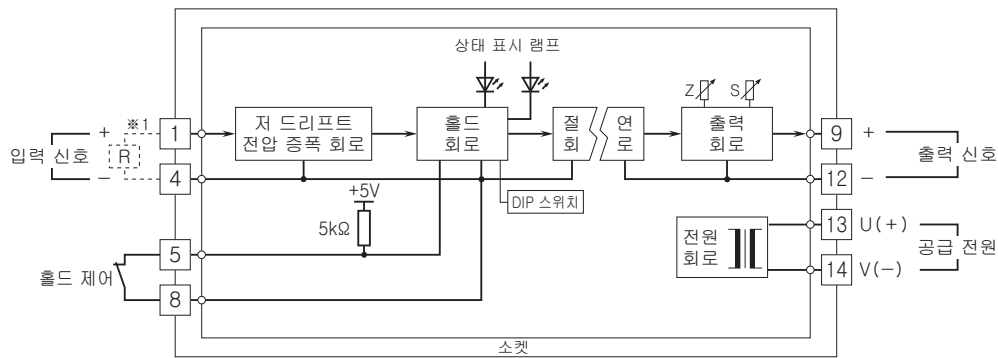 상태 표시 램프
Z
S
※1
+
1
R
입력 신호
−
4
저 드리프트
전압 증폭 회로
홀드
회로
절 연
회 로
출력
회로
9
+
출력 신호
12
−
DIP 스위치
+5V
5kΩ
5
홀드 제어
8
전원
회로
13
U(+)
공급 전원
14
V(−)
소켓